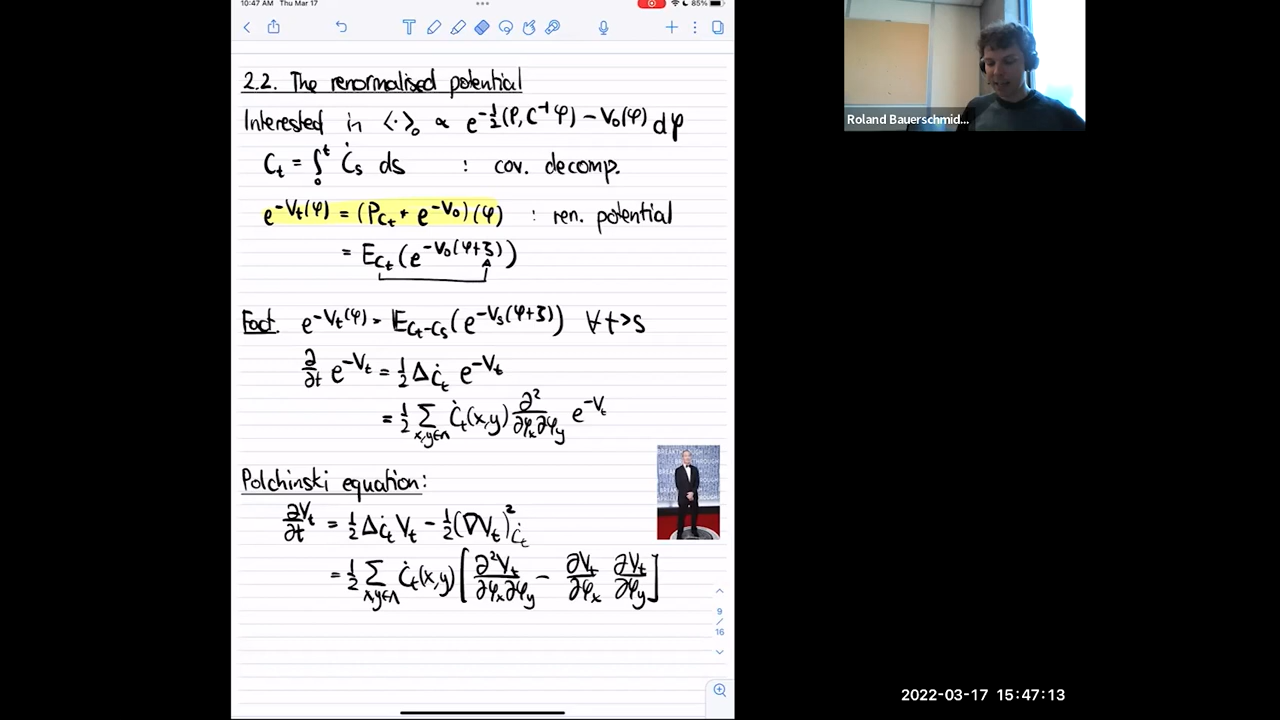 10:47 AM Thu Mar 17
85%
2.2. The renormalised potential
Interested in ⟨·⟩₀ ∝ e^{-½(φ, C⁻¹φ) - V₀(φ)} dφ
C_t = ∫₀ᵗ Ċ_s ds : cov. decomp.
e^{-V_t(φ)} = (P_{C_t} * e^{-V₀})(φ) : ren. potential
= E_{C_t}(e^{-V₀(φ+ζ)})
Fact. e^{-V_t(φ)} = E_{C_t-C_s}(e^{-V_s(φ+ζ)}) ∀t>s
∂/∂t e^{-V_t} = ½ Δ_{Ċ_t} e^{-V_t}
= ½ Σ_{x,y∈Λ} Ċ_t(x,y) ∂²/∂φ_x∂φ_y e^{-V_t}
BREAKTHROUGH
Polchinski equation:
∂V_t/∂t = ½ Δ_{Ċ_t} V_t - ½ (∇V_t)²_{Ċ_t}
= ½ Σ_{x,y∈Λ} Ċ_t(x,y) [∂²V_t/∂φ_x∂φ_y - ∂V_t/∂φ_x ∂V_t/∂φ_y]
9
/
16
Roland Bauerschmid...
2022-03-17 15:47:13